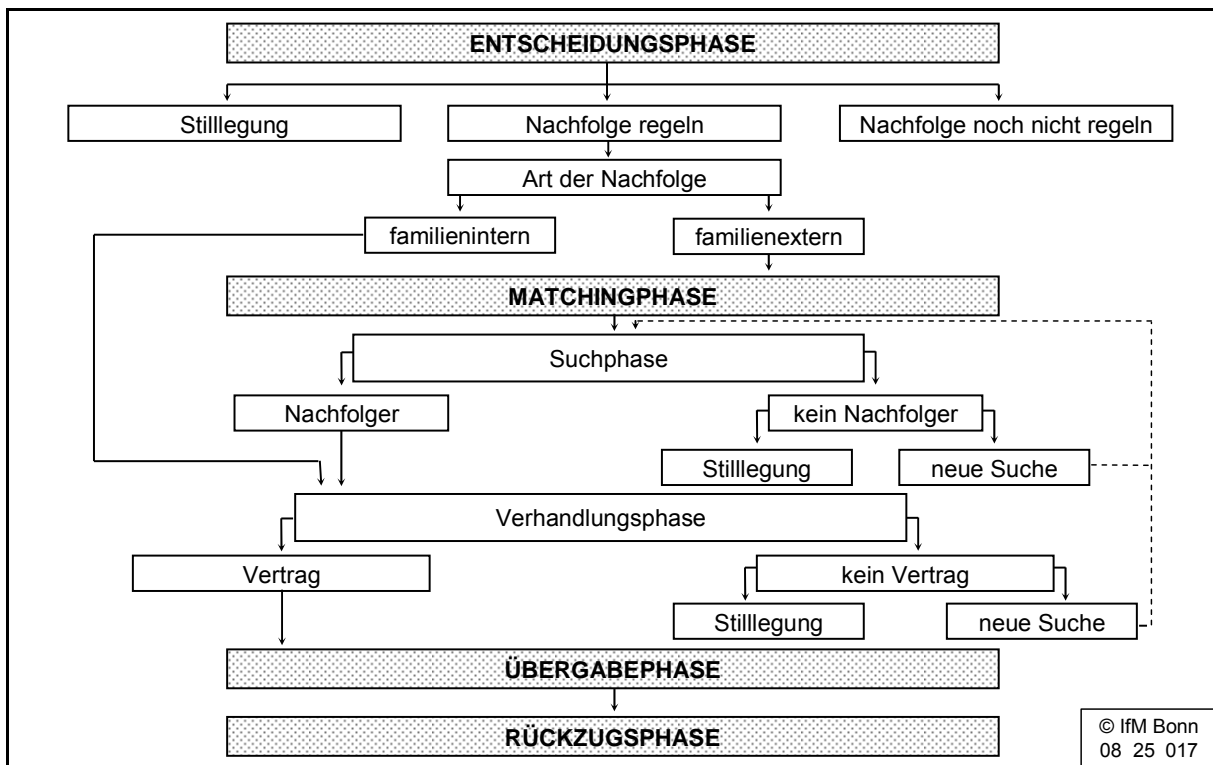 ENTSCHEIDUNGSPHASE
Stilllegung
Nachfolge regeln
Nachfolge noch nicht regeln
Art der Nachfolge
familienintern
familienextern
MATCHINGPHASE
Suchphase
Nachfolger
kein Nachfolger
Stilllegung
neue Suche
Verhandlungsphase
Vertrag
kein Vertrag
Stilllegung
neue Suche
ÜBERGABEPHASE
RÜCKZUGSPHASE
© IfM Bonn
08 25 017